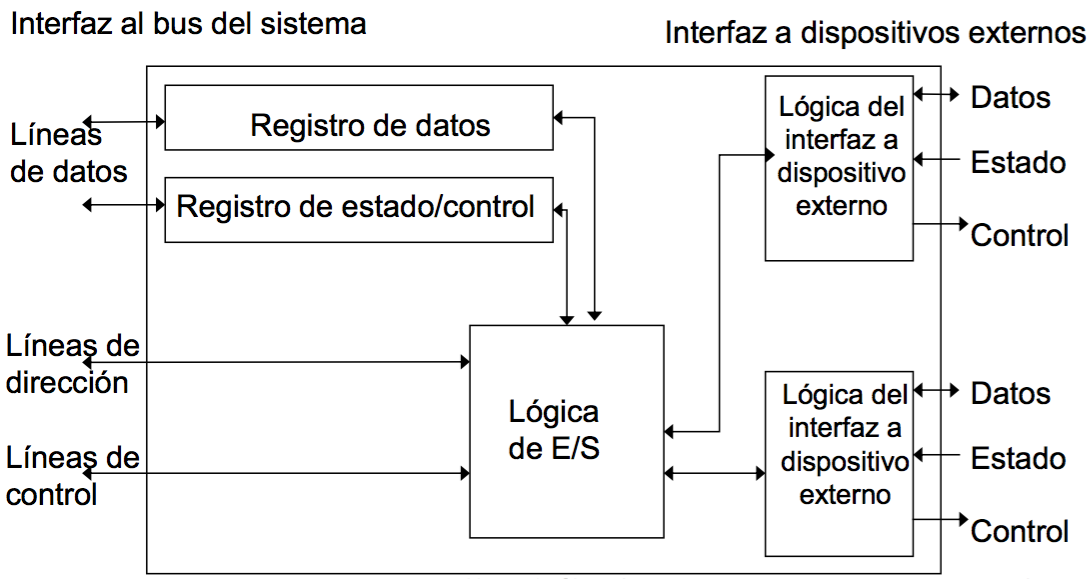 Interfaz al bus del sistema
Interfaz a dispositivos externos
Líneas
de datos
Registro de datos
Registro de estado/control
Líneas de
dirección
Líneas de
control
Lógica
de E/S
Lógica del
interfaz a
dispositivo
externo
Datos
Estado
Control
Lógica del
interfaz a
dispositivo
externo
Datos
Estado
Control